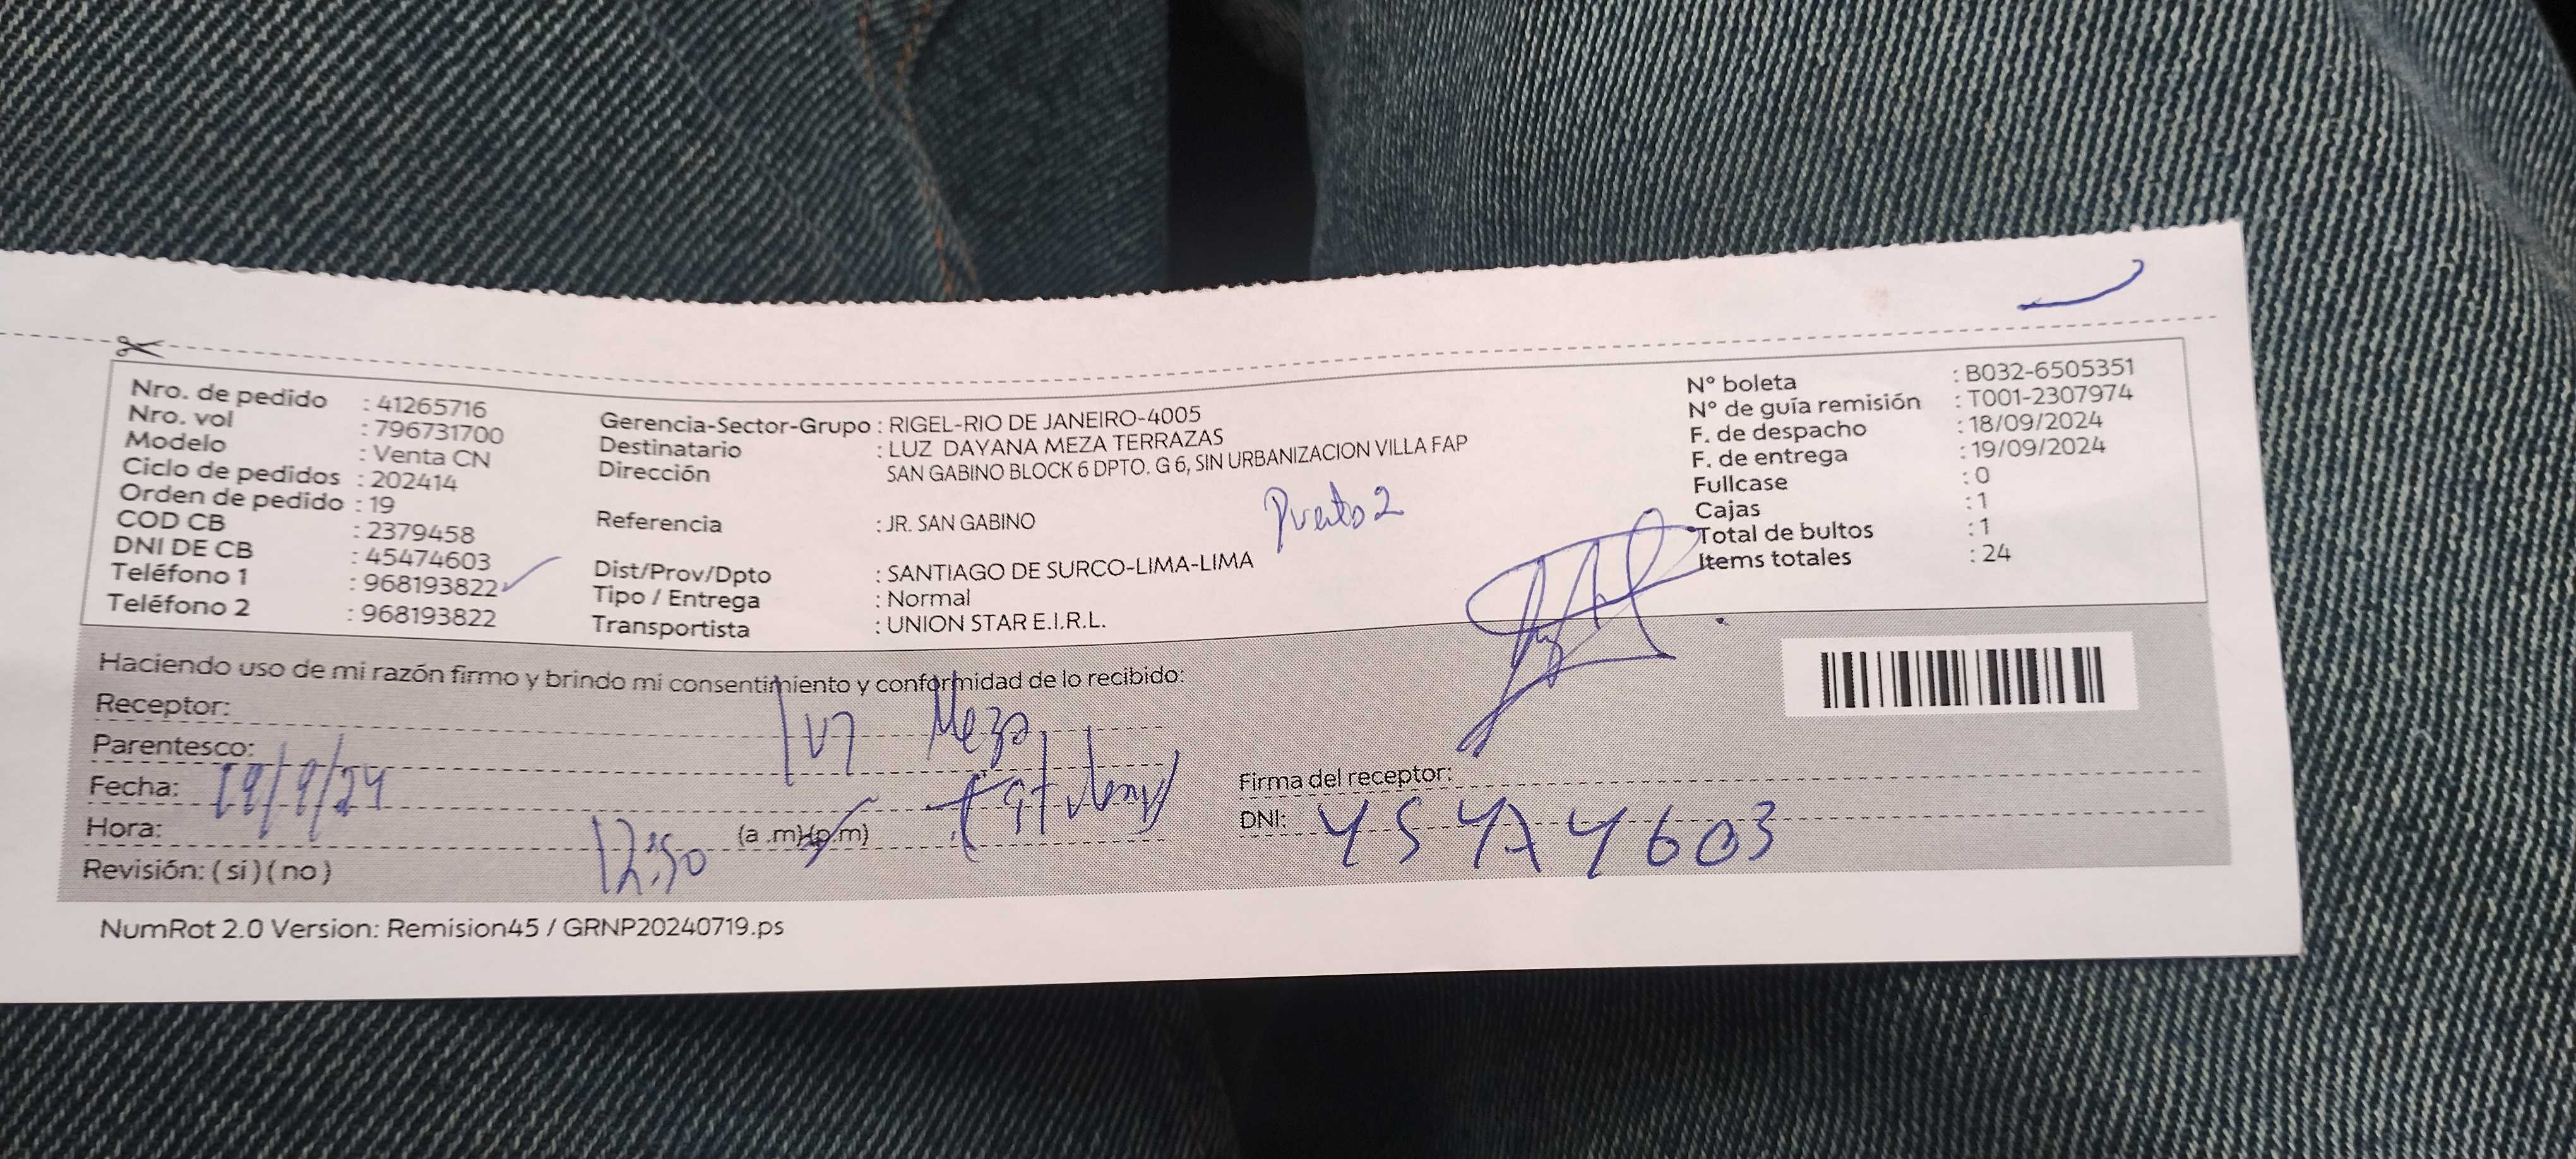 Nro. de pedido : 41265716
Nro. vol : 796731700
Modelo : Venta CN
Ciclo de pedidos : 202414
Orden de pedido : 19
COD CB : 2379458
DNI DE CB : 45474603
Teléfono 1 : 968193822
Teléfono 2 : 968193822
Gerencia-Sector-Grupo : RIGEL-RIO DE JANEIRO-4005
Destinatario : LUZ DAYANA MEZA TERRAZAS
Dirección SAN GABINO BLOCK 6 DPTO. G 6, SIN URBANIZACION VILLA FAP
Referencia : JR. SAN GABINO
Dist/Prov/Dpto : SANTIAGO DE SURCO-LIMA-LIMA
Tipo / Entrega : Normal
Transportista : UNION STAR E.I.R.L.
N° boleta : B032-6505351
N° de guía remisión : T001-2307974
F. de despacho : 18/09/2024
F. de entrega : 19/09/2024
Fullcase : 0
Cajas : 1
Total de bultos : 1
Items totales : 24
Haciendo uso de mi razón firmo y brindo mi consentimiento y conformidad de lo recibido:
Receptor: Luz Meza
Parentesco:
Fecha: 19/9/24
Hora: 12:50 (a .m)(p.m)
Revisión: ( si ) ( no )
Firma del receptor:
DNI: 45474603
NumRot 2.0 Version: Remision45 / GRNP20240719.ps